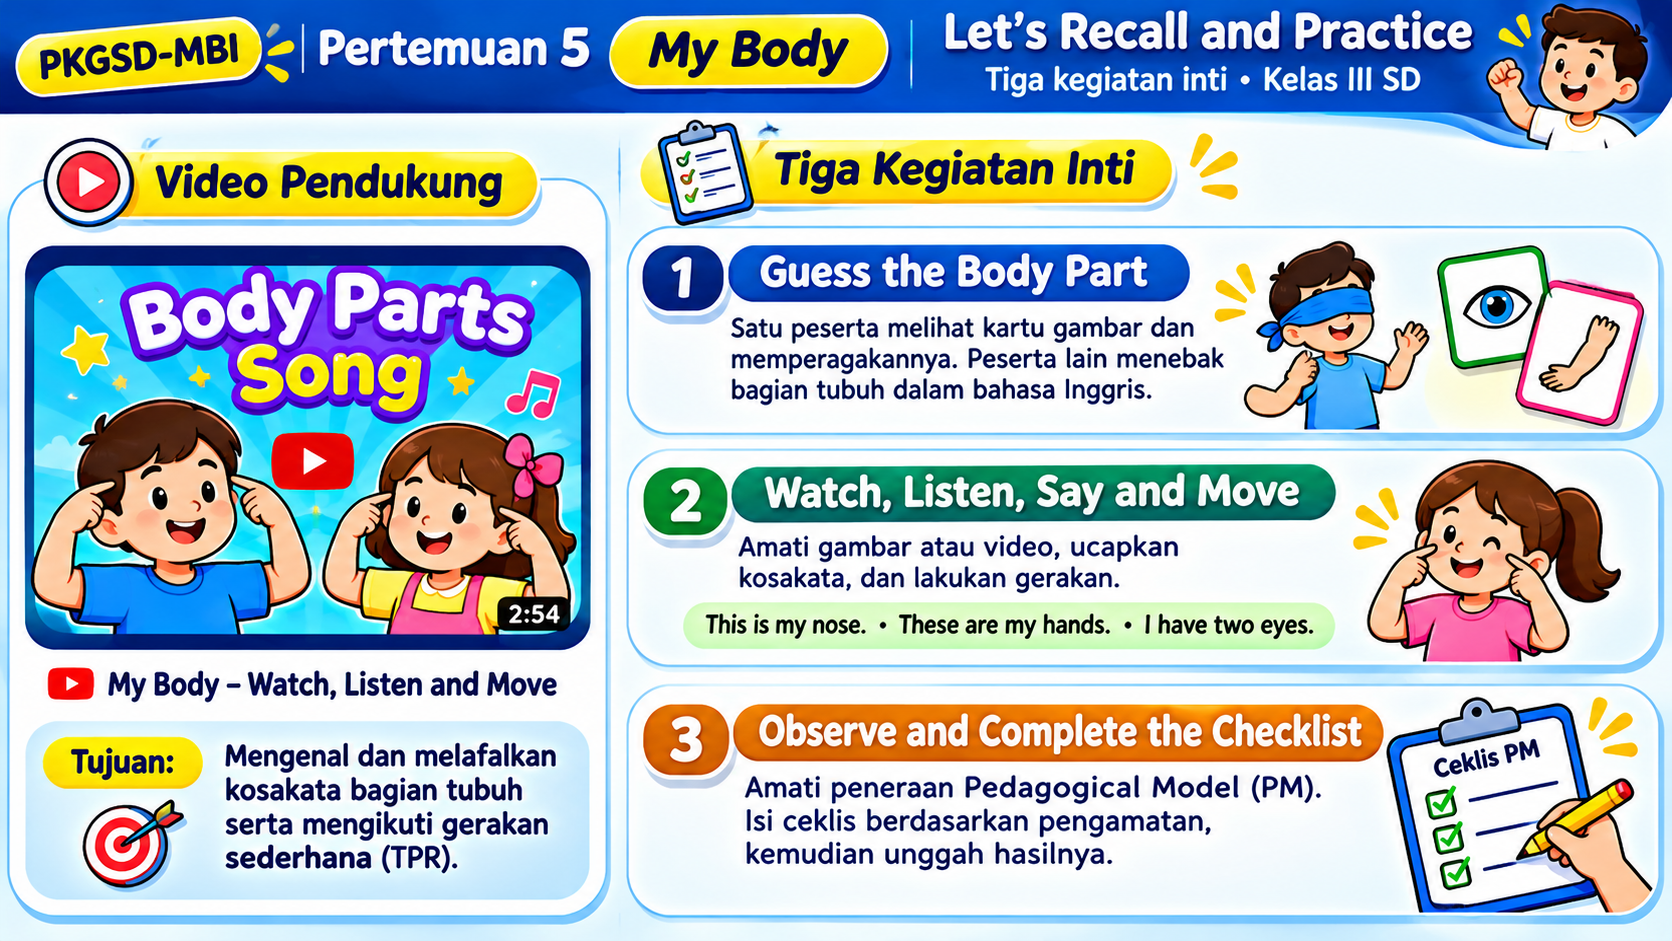 PKGSD-MBI
Pertemuan 5
My Body
Let's Recall and Practice
Tiga kegiatan inti • Kelas III SD
Video Pendukung
Body Parts
Song
2:54
My Body – Watch, Listen and Move
Tujuan:
Mengenal dan melafalkan
kosakata bagian tubuh
serta mengikuti gerakan
sederhana (TPR).
Tiga Kegiatan Inti
1
Guess the Body Part
Satu peserta melihat kartu gambar dan
memperagakannya. Peserta lain menebak
bagian tubuh dalam bahasa Inggris.
2
Watch, Listen, Say and Move
Amati gambar atau video, ucapkan
kosakata, dan lakukan gerakan.
This is my nose. • These are my hands. • I have two eyes.
3
Observe and Complete the Checklist
Amati peneraan Pedagogical Model (PM).
Isi ceklis berdasarkan pengamatan,
kemudian unggah hasilnya.
Ceklis PM